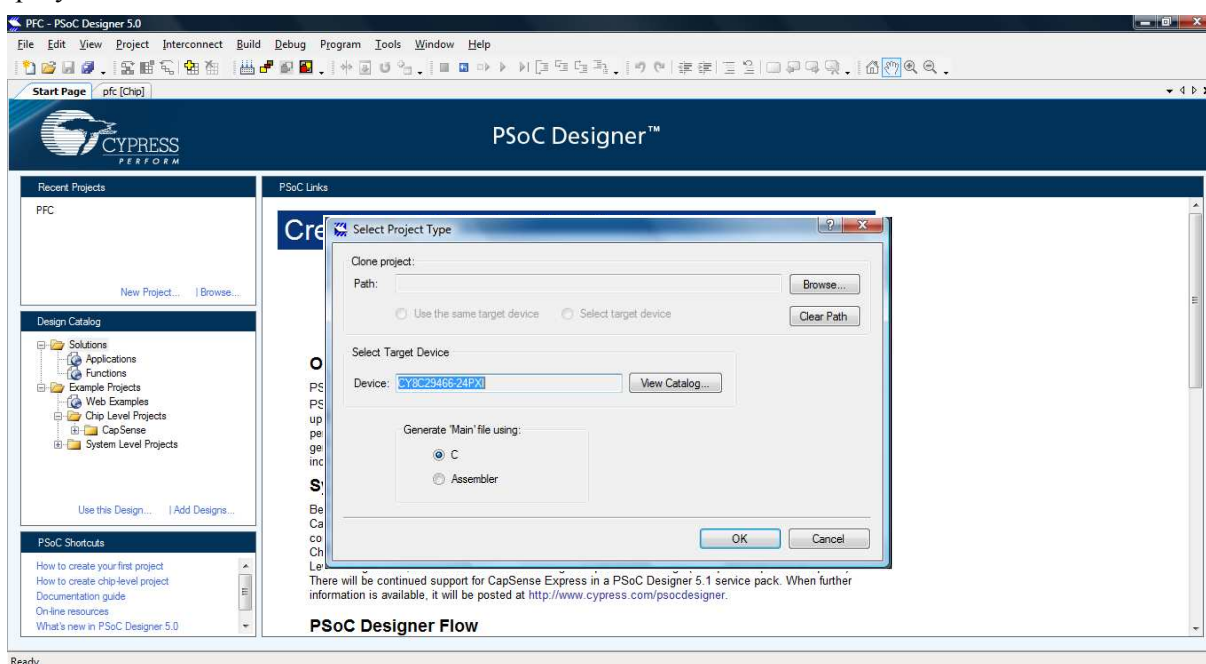 PFC - PSoC Designer 5.0
File Edit View Project Interconnect Build Debug Program Tools Window Help
Start Page pfc [Chip]
CYPRESS
PERFORM
PSoC Designer™
Recent Projects
PFC
New Project... | Browse...
Design Catalog
Solutions
Applications
Functions
Example Projects
Web Examples
Chip Level Projects
CapSense
System Level Projects
Use this Design... | Add Designs...
PSoC Shortcuts
How to create your first project
How to create chip-level project
Documentation guide
On-line resources
What's new in PSoC Designer 5.0
PSoC Links
Cre
Select Project Type
Clone project:
Path:
Browse...
Use the same target device Select target device
Clear Path
Select Target Device
Device: CY8C29466-24PXI View Catalog...
Generate 'Main' file using:
C
Assembler
OK Cancel
There will be continued support for CapSense Express in a PSoC Designer 5.1 service pack. When further
information is available, it will be posted at http://www.cypress.com/psocdesigner.
PSoC Designer Flow
Ready